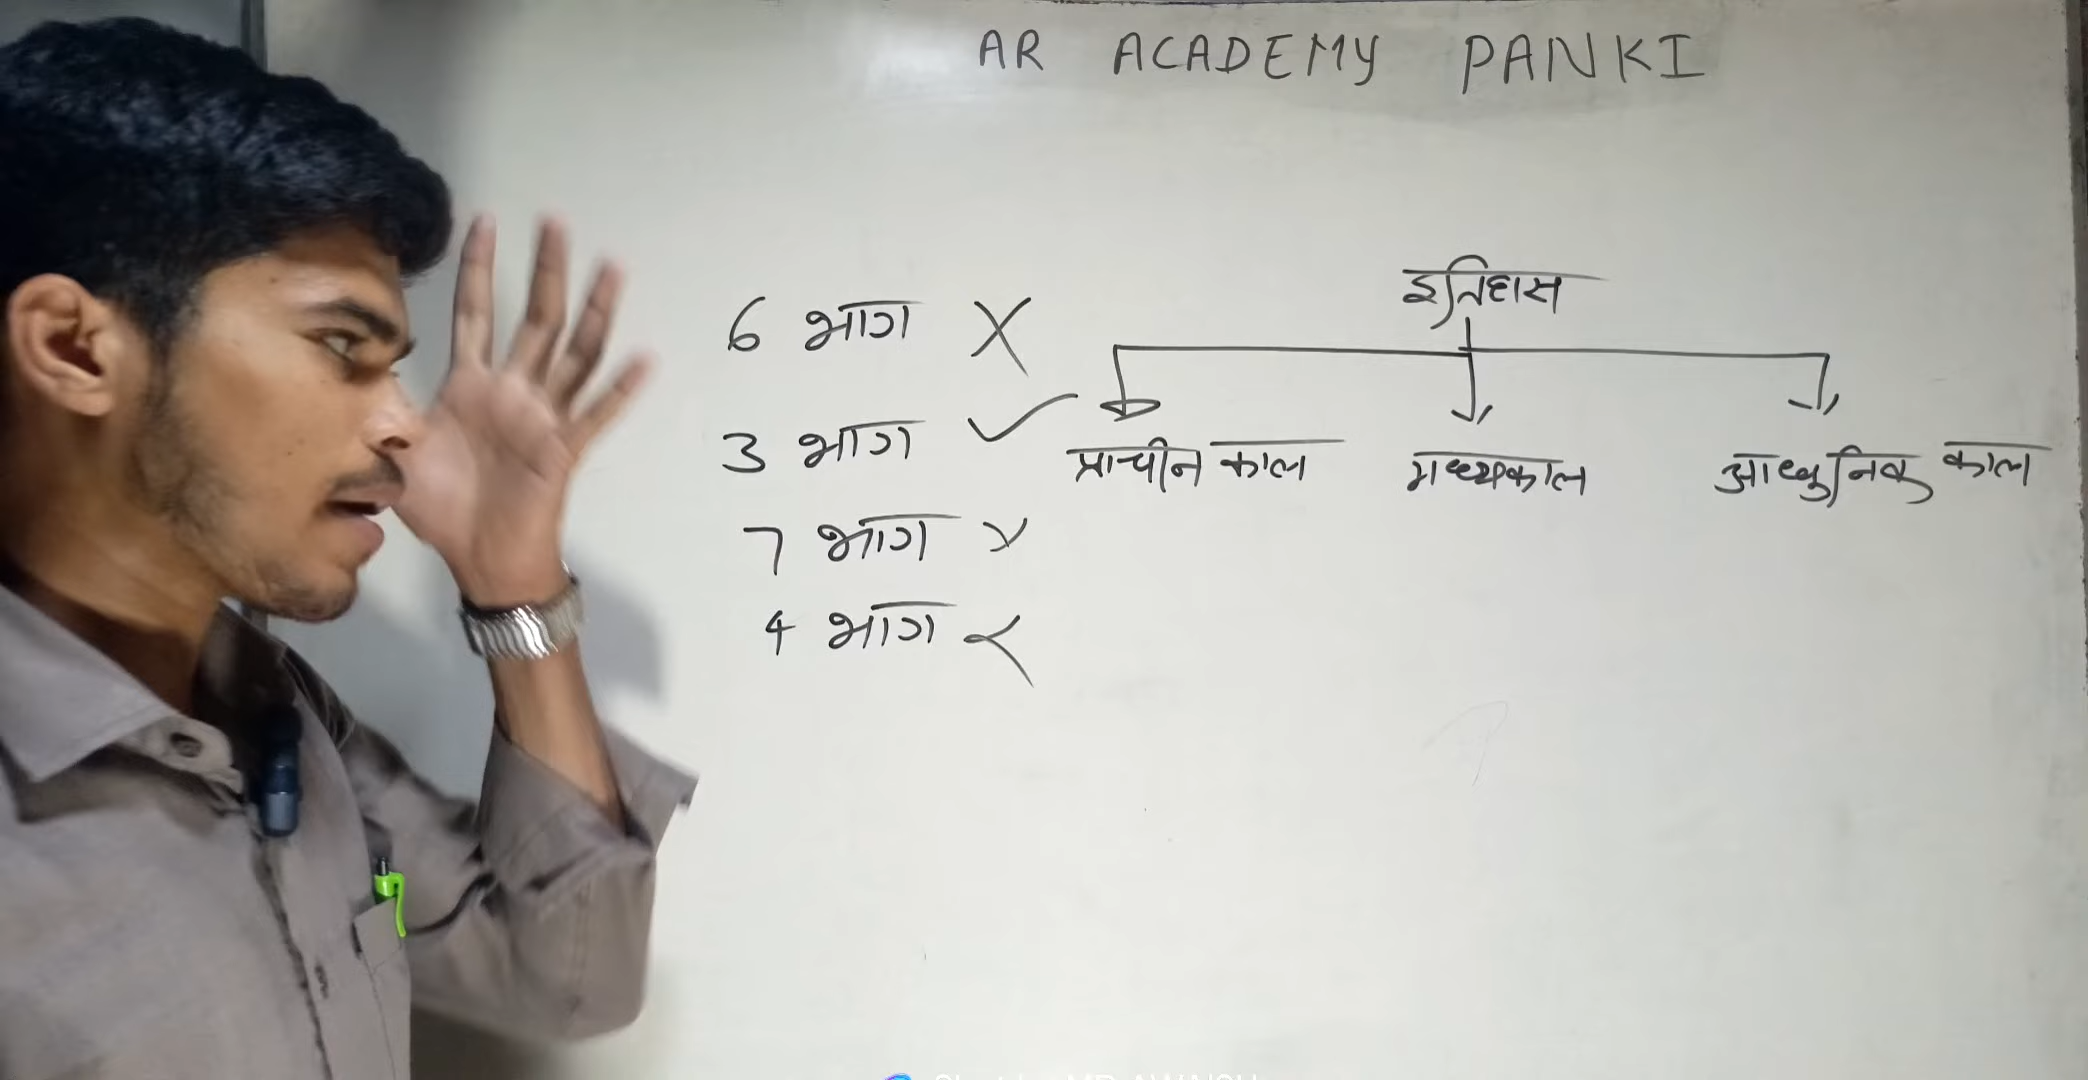 AR ACADEMY PANKI
6 भाग X
3 भाग ✓
7 भाग X
4 भाग X
इतिहास
प्राचीन काल मध्यकाल आधुनिक काल